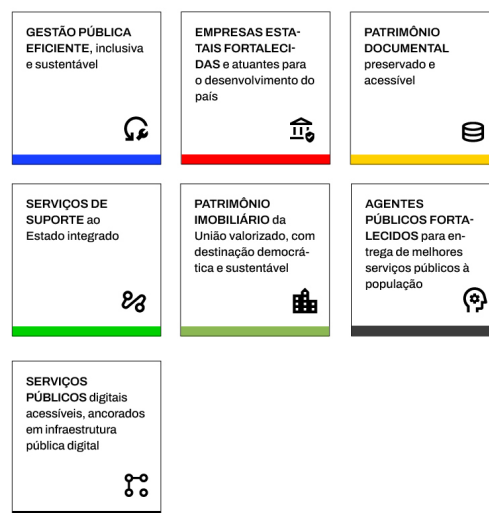 GESTÃO PÚBLICA
EFICIENTE, inclusiva
e sustentável
EMPRESAS ESTA-
TAIS FORTALECI-
DAS e atuantes para
o desenvolvimento do
país
PATRIMÔNIO
DOCUMENTAL
preservado e
acessível
SERVIÇOS DE
SUPORTE ao
Estado integrado
PATRIMÔNIO
IMOBILIÁRIO da
União valorizado, com
destinação democrá-
tica e sustentável
AGENTES
PÚBLICOS FORTA-
LECIDOS para en-
trega de melhores
serviços públicos à
população
SERVIÇOS
PÚBLICOS digitais
acessíveis, ancorados
em infraestrutura
pública digital